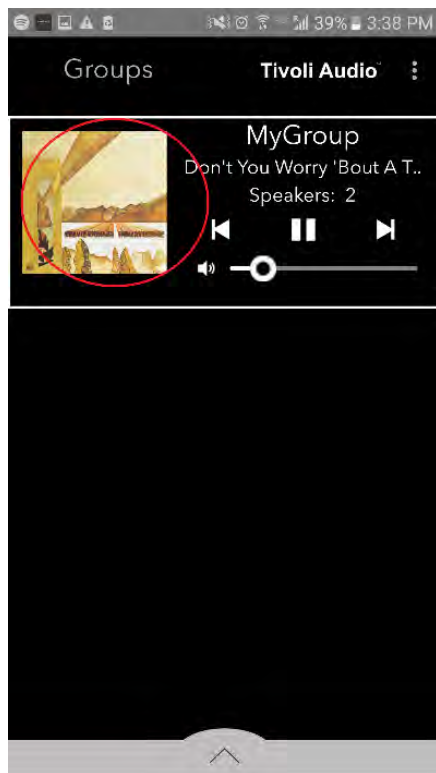 39% 3:38 PM
Groups
Tivoli Audio
MyGroup
Don't You Worry 'Bout A T..
Speakers: 2